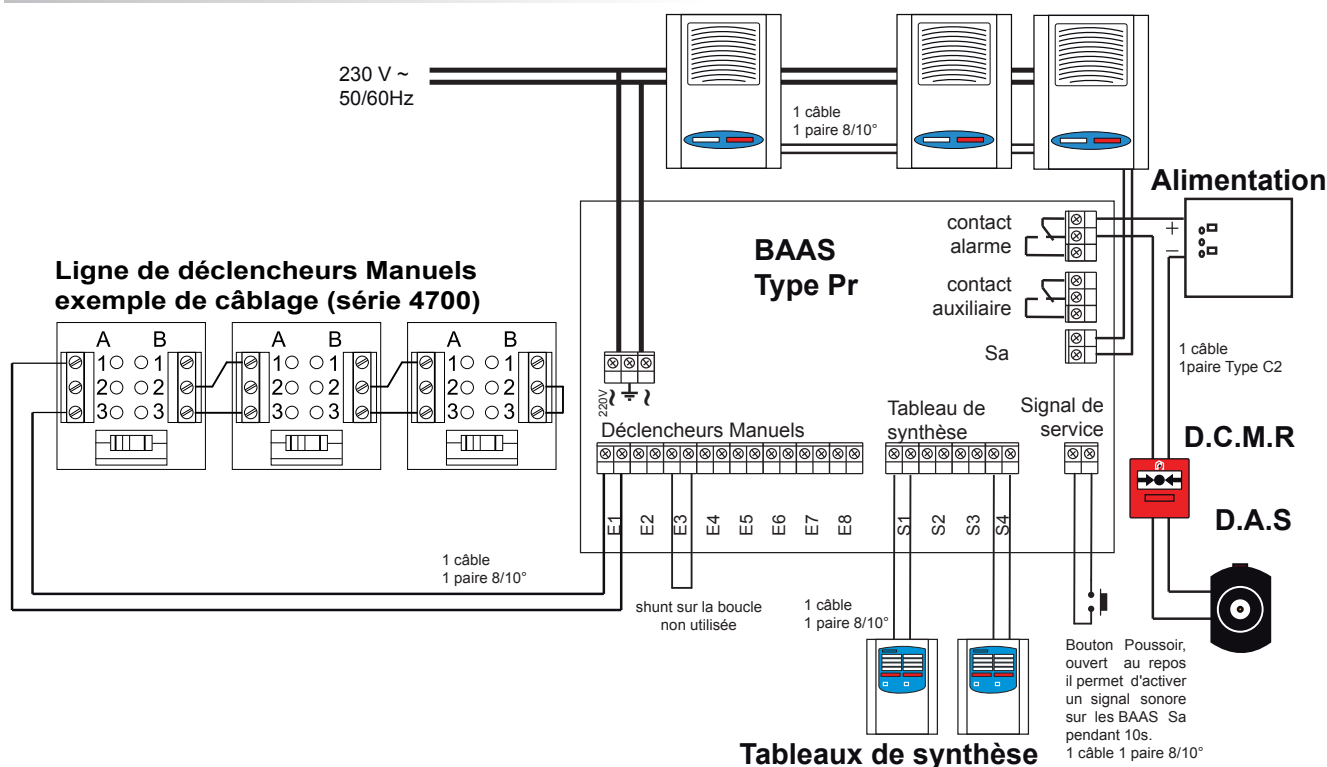 230 V ~
50/60Hz
1 câble
1 paire 8/10°
Alimentation
+
−
BAAS
Type Pr
contact
alarme
contact
auxiliaire
Sa
1 câble
1paire Type C2
Ligne de déclencheurs Manuels
exemple de câblage (série 4700)
A B
1 1
2 2
3 3
A B
1 1
2 2
3 3
A B
1 1
2 2
3 3
220V
Déclencheurs Manuels
Tableau de
synthèse
Signal de
service
D.C.M.R
D.A.S
E1 E2 E3 E4 E5 E6 E7 E8
S1 S2 S3 S4
1 câble
1 paire 8/10°
shunt sur la boucle
non utilisée
1 câble
1 paire 8/10°
Bouton Poussoir,
ouvert au repos
il permet d'activer
un signal sonore
sur les BAAS Sa
pendant 10s.
1 câble 1 paire 8/10°
Tableaux de synthèse